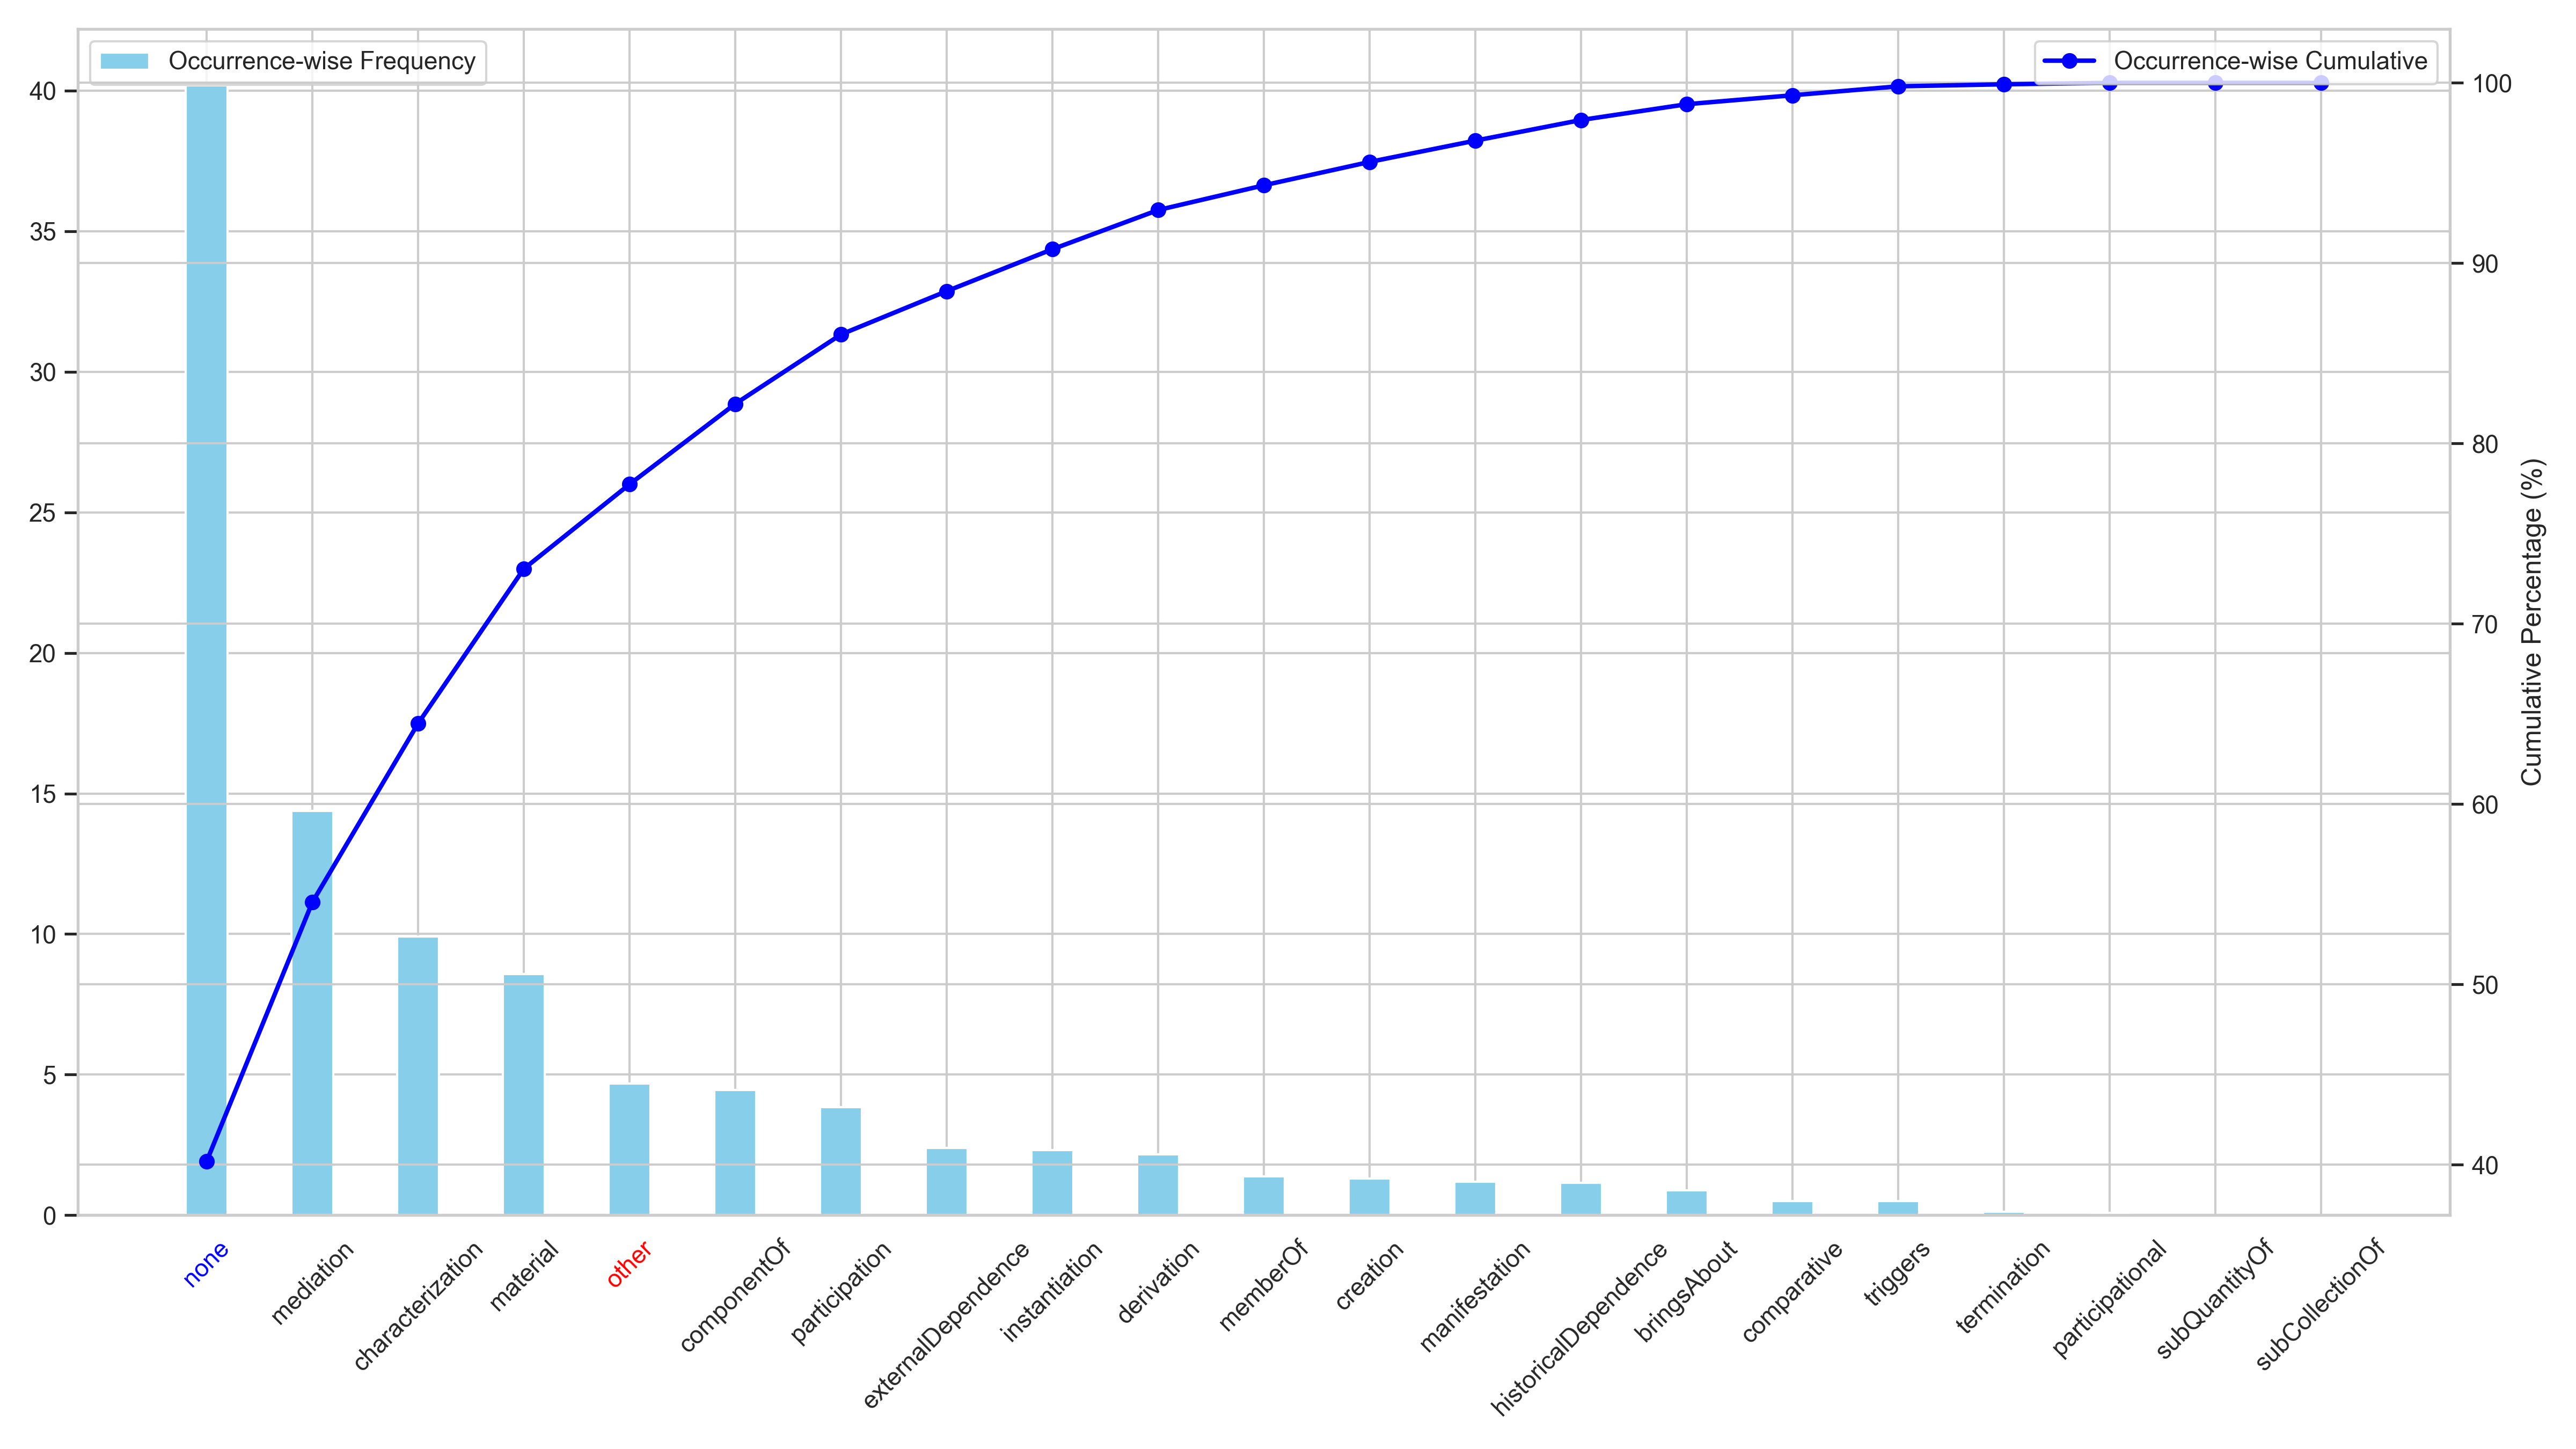 Occurrence-wise Frequency
Occurrence-wise Cumulative
40
35
30
25
20
15
10
5
0
100
90
80
70
60
50
40
Cumulative Percentage (%)
none
mediation
characterization
material
other
componentOf
participation
externalDependence
instantiation
derivation
memberOf
creation
manifestation
historicalDependence
bringsAbout
comparative
triggers
termination
participational
subQuantityOf
subCollectionOf